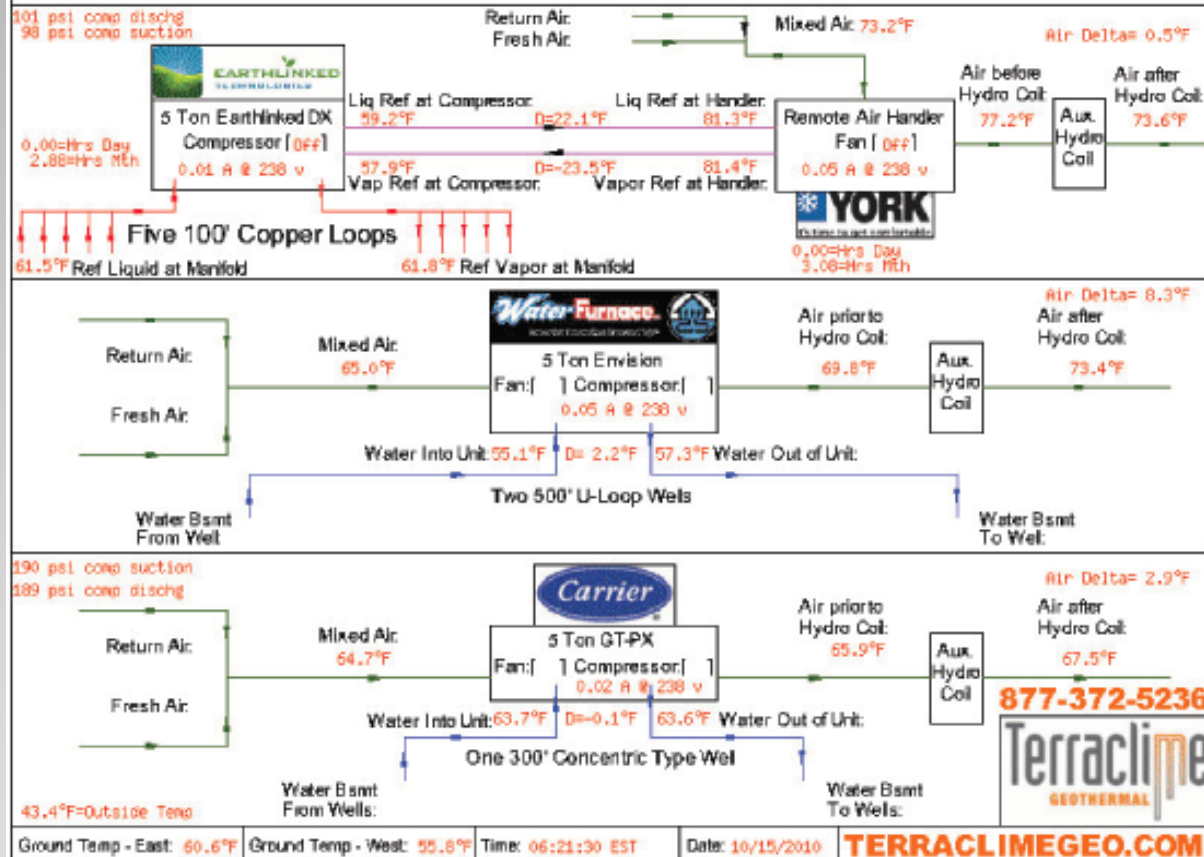 101 psi comp dischg
98 psi comp suction
Return Air:
Fresh Air:
Mixed Air: 73.2°F
Air Delta= 0.5°F
EARTHLINKED
TECHNOLOGIES
5 Ton Earthlinked DX
Compressor [Off]
0.01 A @ 238 v
0.00=Hrs Day
2.88=Hrs Mth
Liq Ref at Compressor:
59.2°F
D=22.1°F
Liq Ref at Handler:
81.3°F
57.9°F
D=-23.5°F
81.4°F
Vap Ref at Compressor:
Vapor Ref at Handler:
Remote Air Handler
Fan [Off]
0.05 A @ 238 v
Air before
Hydro Coil:
77.2°F
Aux.
Hydro
Coil
Air after
Hydro Coil:
73.6°F
YORK
It's time to get comfortable
0.00=Hrs Day
3.08=Hrs Mth
Five 100' Copper Loops
61.5°F Ref Liquid at Manifold
61.8°F Ref Vapor at Manifold
Air Delta= 8.3°F
Return Air:
Fresh Air:
Mixed Air:
65.0°F
WaterFurnace
5 Ton Envision
Fan:[ ] Compressor:[ ]
0.05 A @ 238 v
Air prior to
Hydro Coil:
69.8°F
Aux.
Hydro
Coil
Air after
Hydro Coil:
73.4°F
Water Into Unit: 55.1°F D= 2.2°F 57.3°F Water Out of Unit:
Two 500' U-Loop Wells
Water Bsmt
From Well:
Water Bsmt
To Well:
190 psi comp suction
189 psi comp dischg
Air Delta= 2.9°F
Return Air:
Fresh Air:
Mixed Air:
64.7°F
Carrier
5 Ton GT-PX
Fan:[ ] Compressor:[ ]
0.02 A @ 238 v
Air prior to
Hydro Coil:
65.9°F
Aux.
Hydro
Coil
Air after
Hydro Coil:
67.5°F
Water Into Unit: 63.7°F D=-0.1°F 63.6°F Water Out of Unit:
One 300' Concentric Type Well
Water Bsmt
From Wells:
Water Bsmt
To Wells:
877-372-5236
Terraclime
GEOTHERMAL
43.4°F=Outside Temp
Ground Temp - East: 60.6°F Ground Temp - West: 55.8°F Time: 06:21:30 EST Date: 10/15/2010 TERRACLIMEGEO.COM